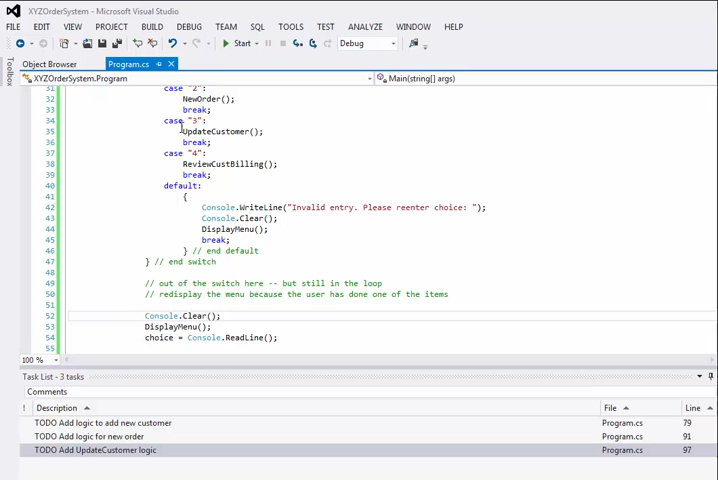 XYZOrderSystem - Microsoft Visual Studio
FILE EDIT VIEW PROJECT BUILD DEBUG TEAM SQL TOOLS TEST ANALYZE WINDOW HELP
Start Debug
Toolbox
Object Browser Program.cs
XYZOrderSystem.Program Main(string[] args)
31 case "2":
32 NewOrder();
33 break;
34 case "3":
35 UpdateCustomer();
36 break;
37 case "4":
38 ReviewCustBilling();
39 break;
40 default:
41 {
42 Console.WriteLine("Invalid entry. Please reenter choice: ");
43 Console.Clear();
44 DisplayMenu();
45 break;
46 } // end default
47 } // end switch
48
49 // out of the switch here -- but still in the loop
50 // redisplay the menu because the user has done one of the items
51
52 Console.Clear();
53 DisplayMenu();
54 choice = Console.ReadLine();
55
100 %
Task List - 3 tasks
Comments
! Description File Line
TODO Add logic to add new customer Program.cs 79
TODO Add logic for new order Program.cs 91
TODO Add UpdateCustomer logic Program.cs 97